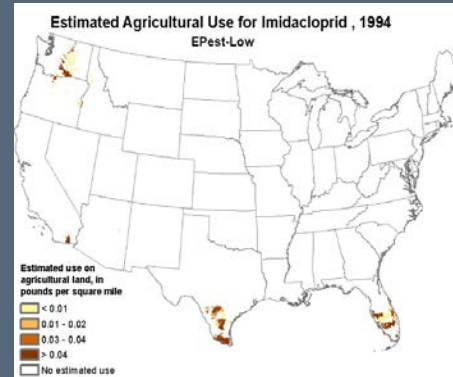 Estimated Agricultural Use for Imidacloprid , 1994
EPest-Low
Estimated use on
agricultural land, in
pounds per square mile
< 0.01
0.01 - 0.02
0.03 - 0.04
> 0.04
No estimated use